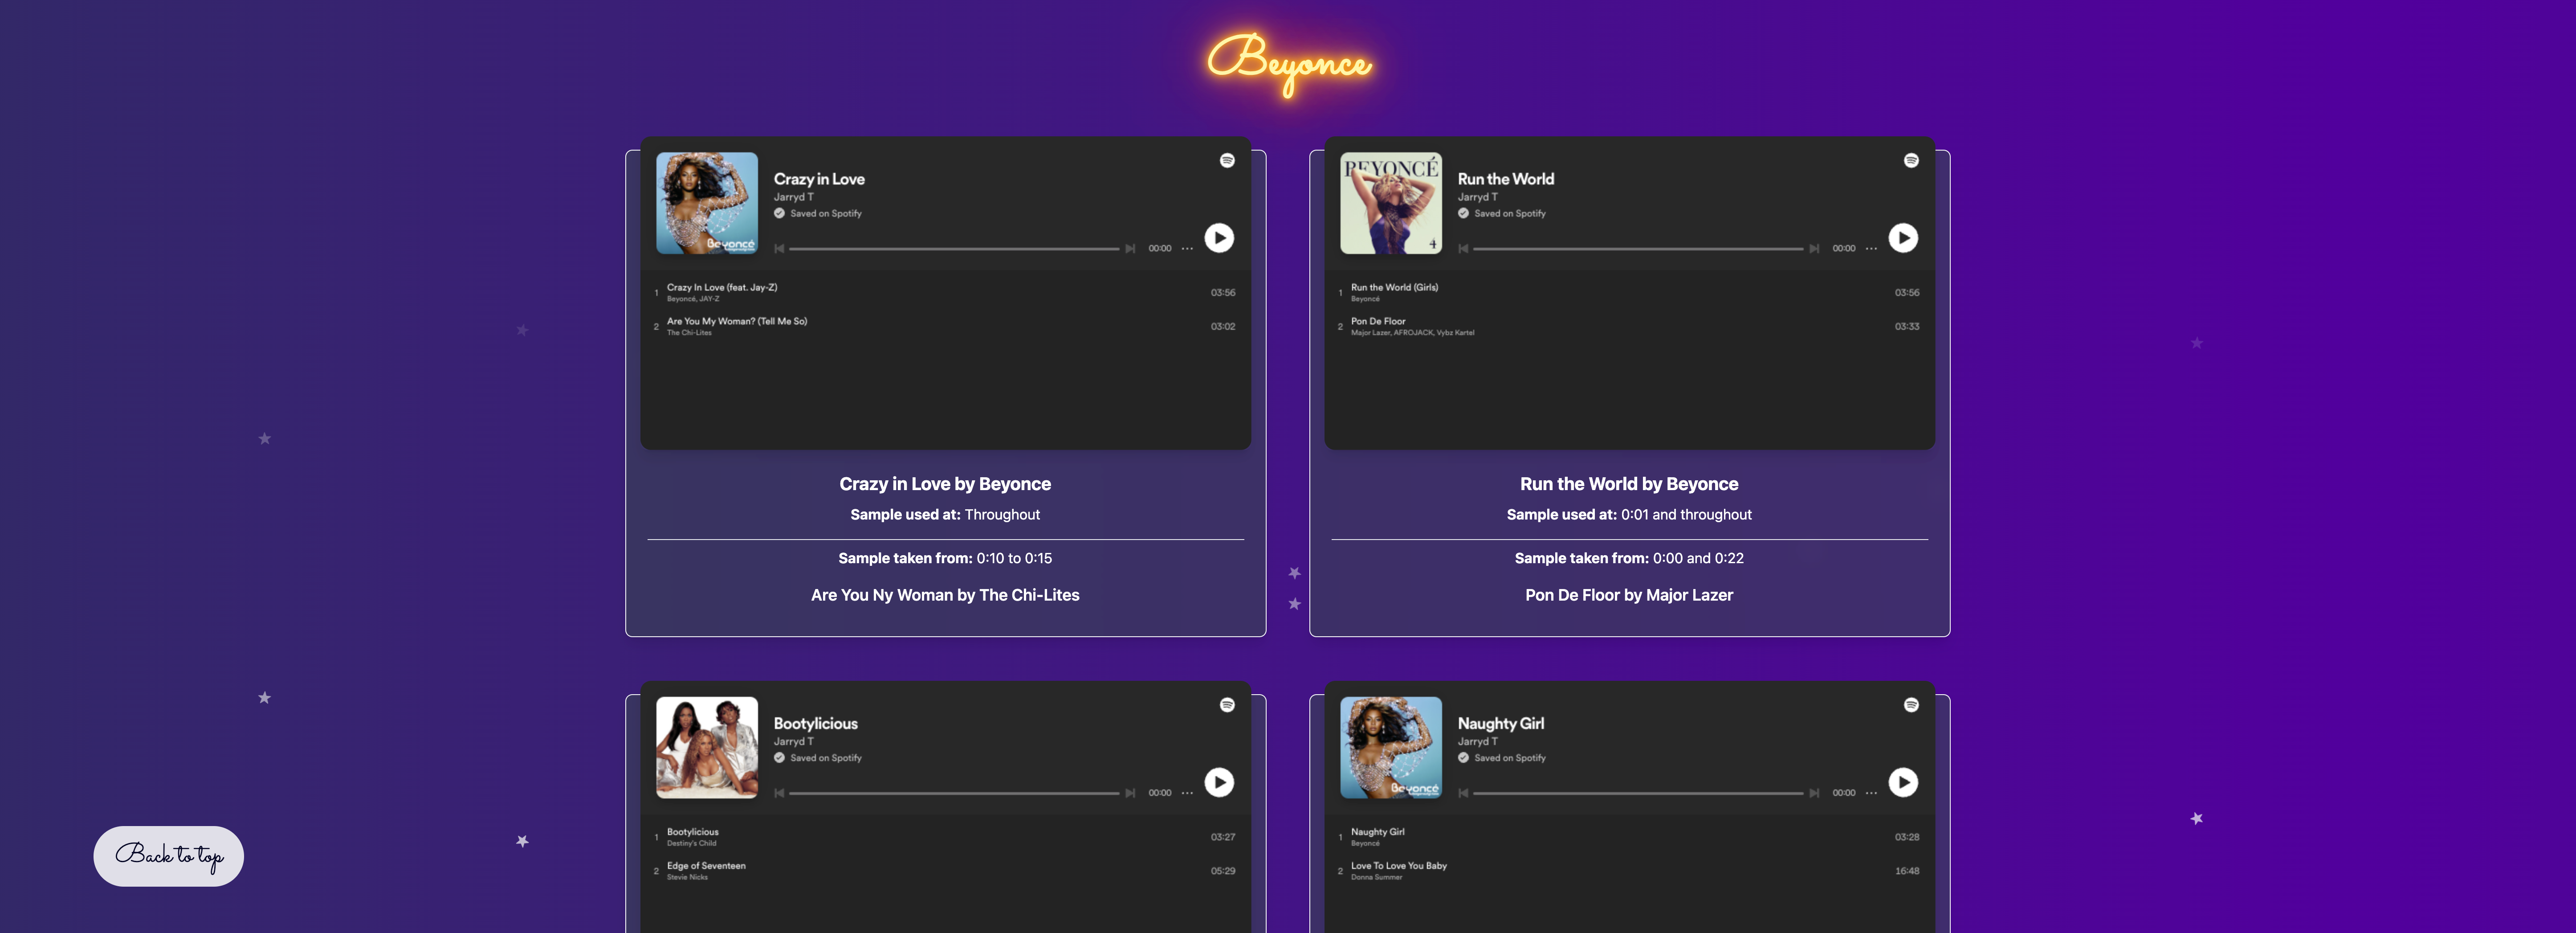 Beyonce
Crazy in Love
Jarryd T
Saved on Spotify
00:00
1 Crazy In Love (feat. Jay-Z) 03:56
Beyoncé, JAY-Z
2 Are You My Woman? (Tell Me So) 03:02
The Chi-Lites
Beyoncé
Crazy in Love by Beyonce
Sample used at: Throughout
Sample taken from: 0:10 to 0:15
Are You Ny Woman by The Chi-Lites
BEYONCÉ
4
Run the World
Jarryd T
Saved on Spotify
00:00
1 Run the World (Girls) 03:56
Beyoncé
2 Pon De Floor 03:33
Major Lazer, AFROJACK, Vybz Kartel
Run the World by Beyonce
Sample used at: 0:01 and throughout
Sample taken from: 0:00 and 0:22
Pon De Floor by Major Lazer
Bootylicious
Jarryd T
Saved on Spotify
00:00
1 Bootylicious 03:27
Destiny's Child
2 Edge of Seventeen 05:29
Stevie Nicks
Beyoncé
Naughty Girl
Jarryd T
Saved on Spotify
00:00
1 Naughty Girl 03:28
Beyoncé
2 Love To Love You Baby 16:48
Donna Summer
Back to top